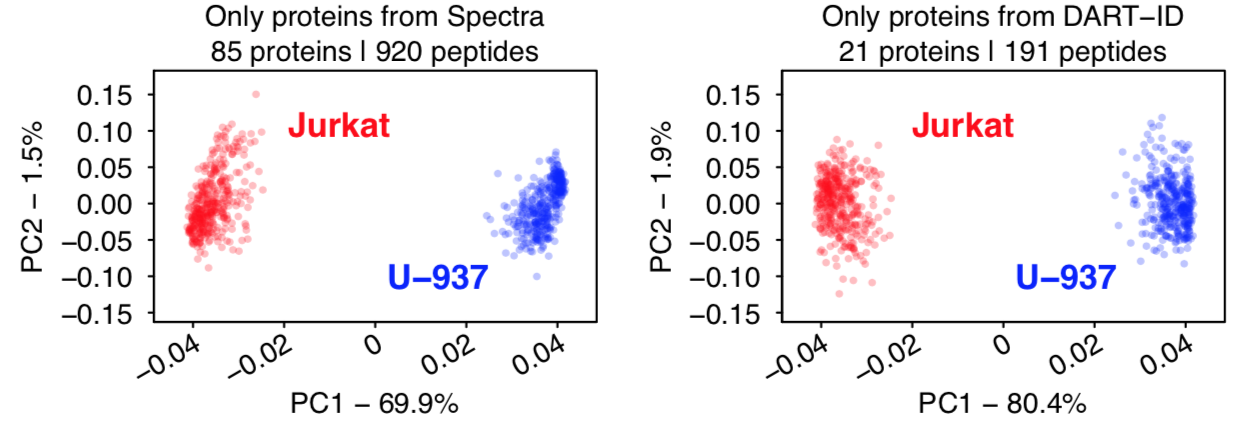 Only proteins from Spectra
85 proteins | 920 peptides
0.15
0.10
0.05
0.00
−0.05
−0.10
−0.15
PC2 − 1.5%
Jurkat
U−937
−0.04
−0.02
0
0.02
0.04
PC1 − 69.9%
Only proteins from DART−ID
21 proteins | 191 peptides
0.15
0.10
0.05
0.00
−0.05
−0.10
−0.15
PC2 − 1.9%
Jurkat
U−937
−0.04
−0.02
0
0.02
0.04
PC1 − 80.4%